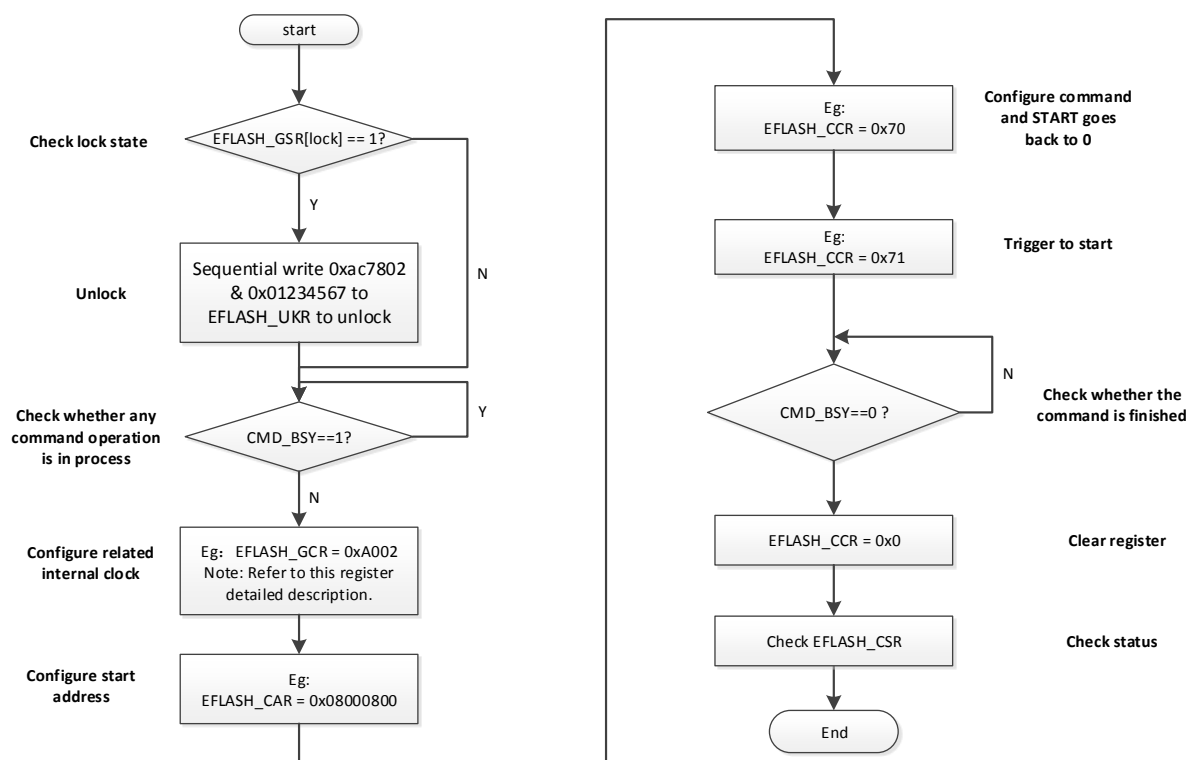 start
Check lock state
EFLASH_GSR[lock] == 1?
Y
N
Unlock
Sequential write 0xac7802
& 0x01234567 to
EFLASH_UKR to unlock
Check whether any
command operation
is in process
CMD_BSY==1?
Y
N
Configure related
internal clock
Eg: EFLASH_GCR = 0xA002
Note: Refer to this register
detailed description.
Configure start
address
Eg:
EFLASH_CAR = 0x08000800
Eg:
EFLASH_CCR = 0x70
Configure command
and START goes
back to 0
Eg:
EFLASH_CCR = 0x71
Trigger to start
CMD_BSY==0 ?
N
Check whether the
command is finished
EFLASH_CCR = 0x0
Clear register
Check EFLASH_CSR
Check status
End